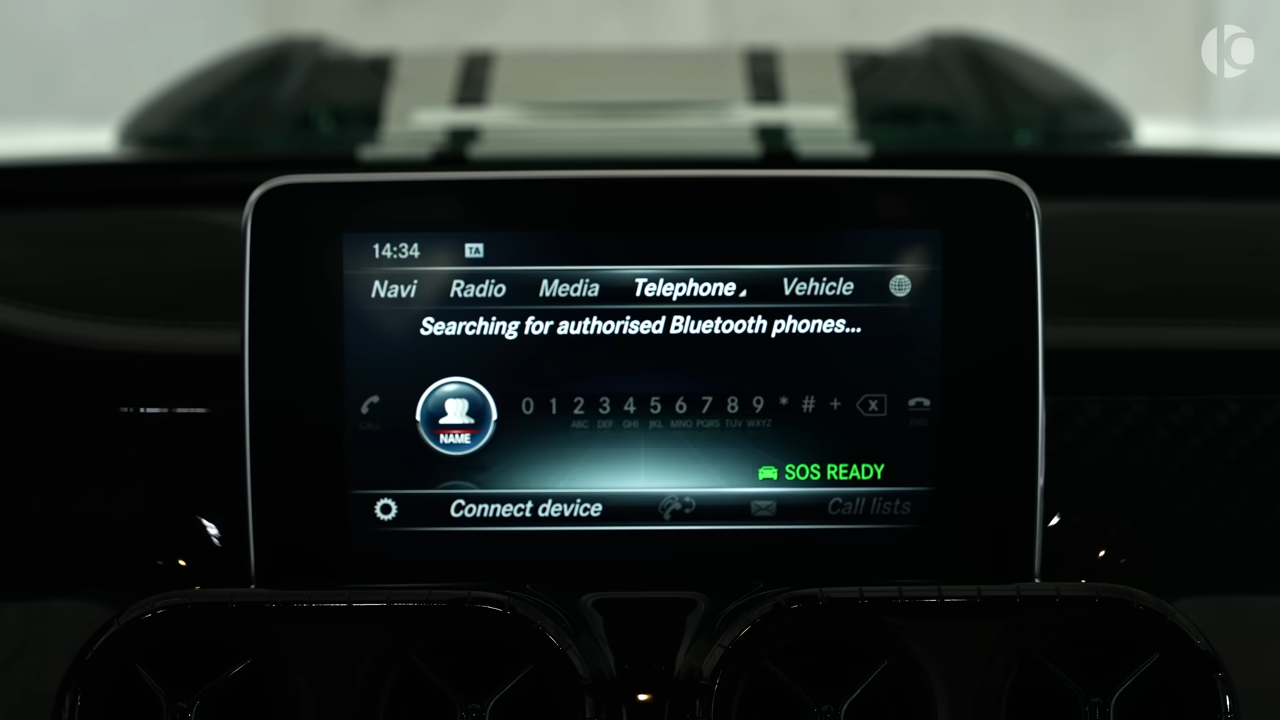 14:34 TA
Navi Radio Media Telephone Vehicle
Searching for authorised Bluetooth phones...
CALL 0 1 2 3 4 5 6 7 8 9 * # + X END
ABC DEF GHI JKL MNO PQRS TUV WXYZ
NAME
SOS READY
Connect device Call lists